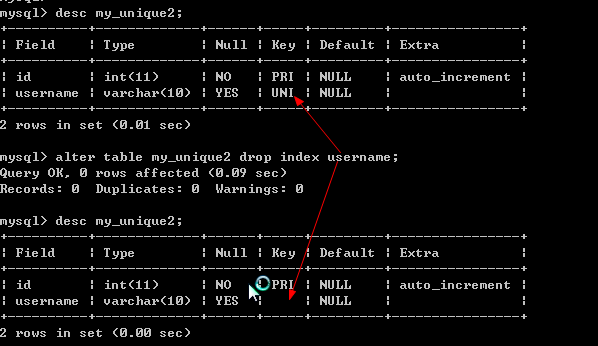 mysql> desc my_unique2;
+----------+-------------+------+-----+---------+----------------+
| Field    | Type        | Null | Key | Default | Extra          |
+----------+-------------+------+-----+---------+----------------+
| id       | int(11)     | NO   | PRI | NULL    | auto_increment |
| username | varchar(10) | YES  | UNI | NULL    |                |
+----------+-------------+------+-----+---------+----------------+
2 rows in set (0.01 sec)
mysql> alter table my_unique2 drop index username;
Query OK, 0 rows affected (0.09 sec)
Records: 0  Duplicates: 0  Warnings: 0
mysql> desc my_unique2;
+----------+-------------+------+-----+---------+----------------+
| Field    | Type        | Null | Key | Default | Extra          |
+----------+-------------+------+-----+---------+----------------+
| id       | int(11)     | NO   | PRI | NULL    | auto_increment |
| username | varchar(10) | YES  |     | NULL    |                |
+----------+-------------+------+-----+---------+----------------+
2 rows in set (0.00 sec)